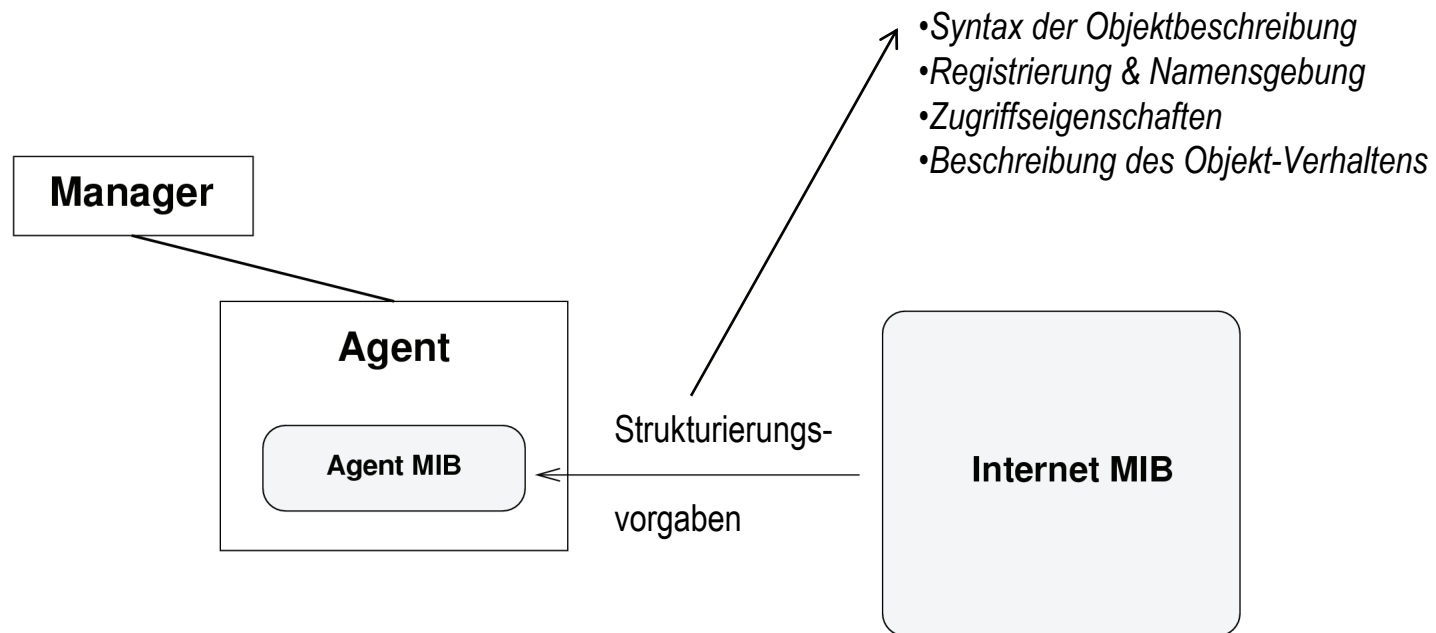 •Syntax der Objektbeschreibung
•Registrierung & Namensgebung
•Zugriffseigenschaften
•Beschreibung des Objekt-Verhaltens
Manager
Agent
Agent MIB
Strukturierungs-
vorgaben
Internet MIB